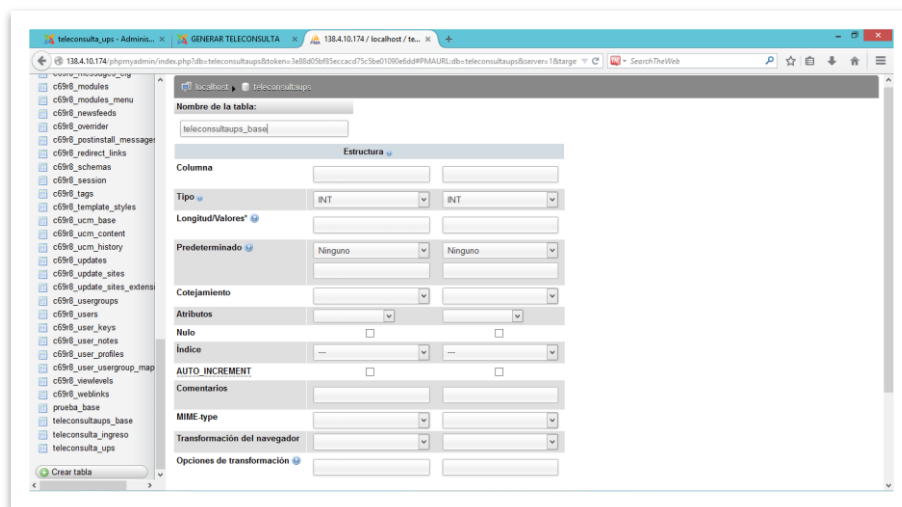 teleconsulta_ups - Adminis... ×
GENERAR TELECONSULTA ×
138.4.10.174 / localhost / te... ×
138.4.10.174/phpmyadmin/index.php?db=teleconsultaups&token=3e88d05bf85eccacd75c5be01090e6dd#PMAURL:db=teleconsultaups&server=1&targe
SearchTheWeb
c69r8_modules
c69r8_modules_menu
c69r8_newsfeeds
c69r8_overrider
c69r8_postinstall_messages
c69r8_redirect_links
c69r8_schemas
c69r8_session
c69r8_tags
c69r8_template_styles
c69r8_ucm_base
c69r8_ucm_content
c69r8_ucm_history
c69r8_updates
c69r8_update_sites
c69r8_update_sites_extensi
c69r8_usergroups
c69r8_users
c69r8_user_keys
c69r8_user_notes
c69r8_user_profiles
c69r8_user_usergroup_map
c69r8_viewlevels
c69r8_weblinks
prueba_base
teleconsultaups_base
teleconsulta_ingreso
teleconsulta_ups
Crear tabla
localhost teleconsultaups
Nombre de la tabla:
teleconsultaups_base
Estructura
Columna
Tipo INT INT
Longitud/Valores*
Predeterminado Ninguno Ninguno
Cotejamiento
Atributos
Nulo
Índice --- ---
AUTO_INCREMENT
Comentarios
MIME-type
Transformación del navegador
Opciones de transformación